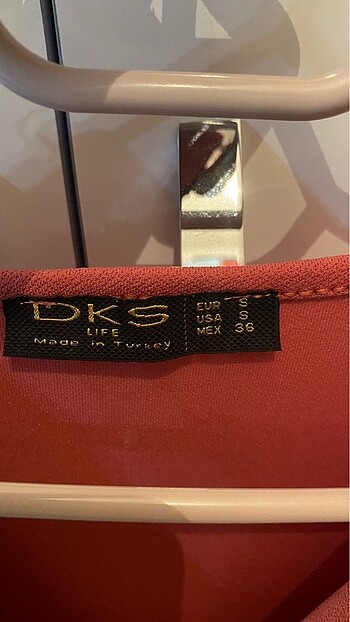 DKS
LIFE
Made in Turkey
EUR S
USA S
MEX 36